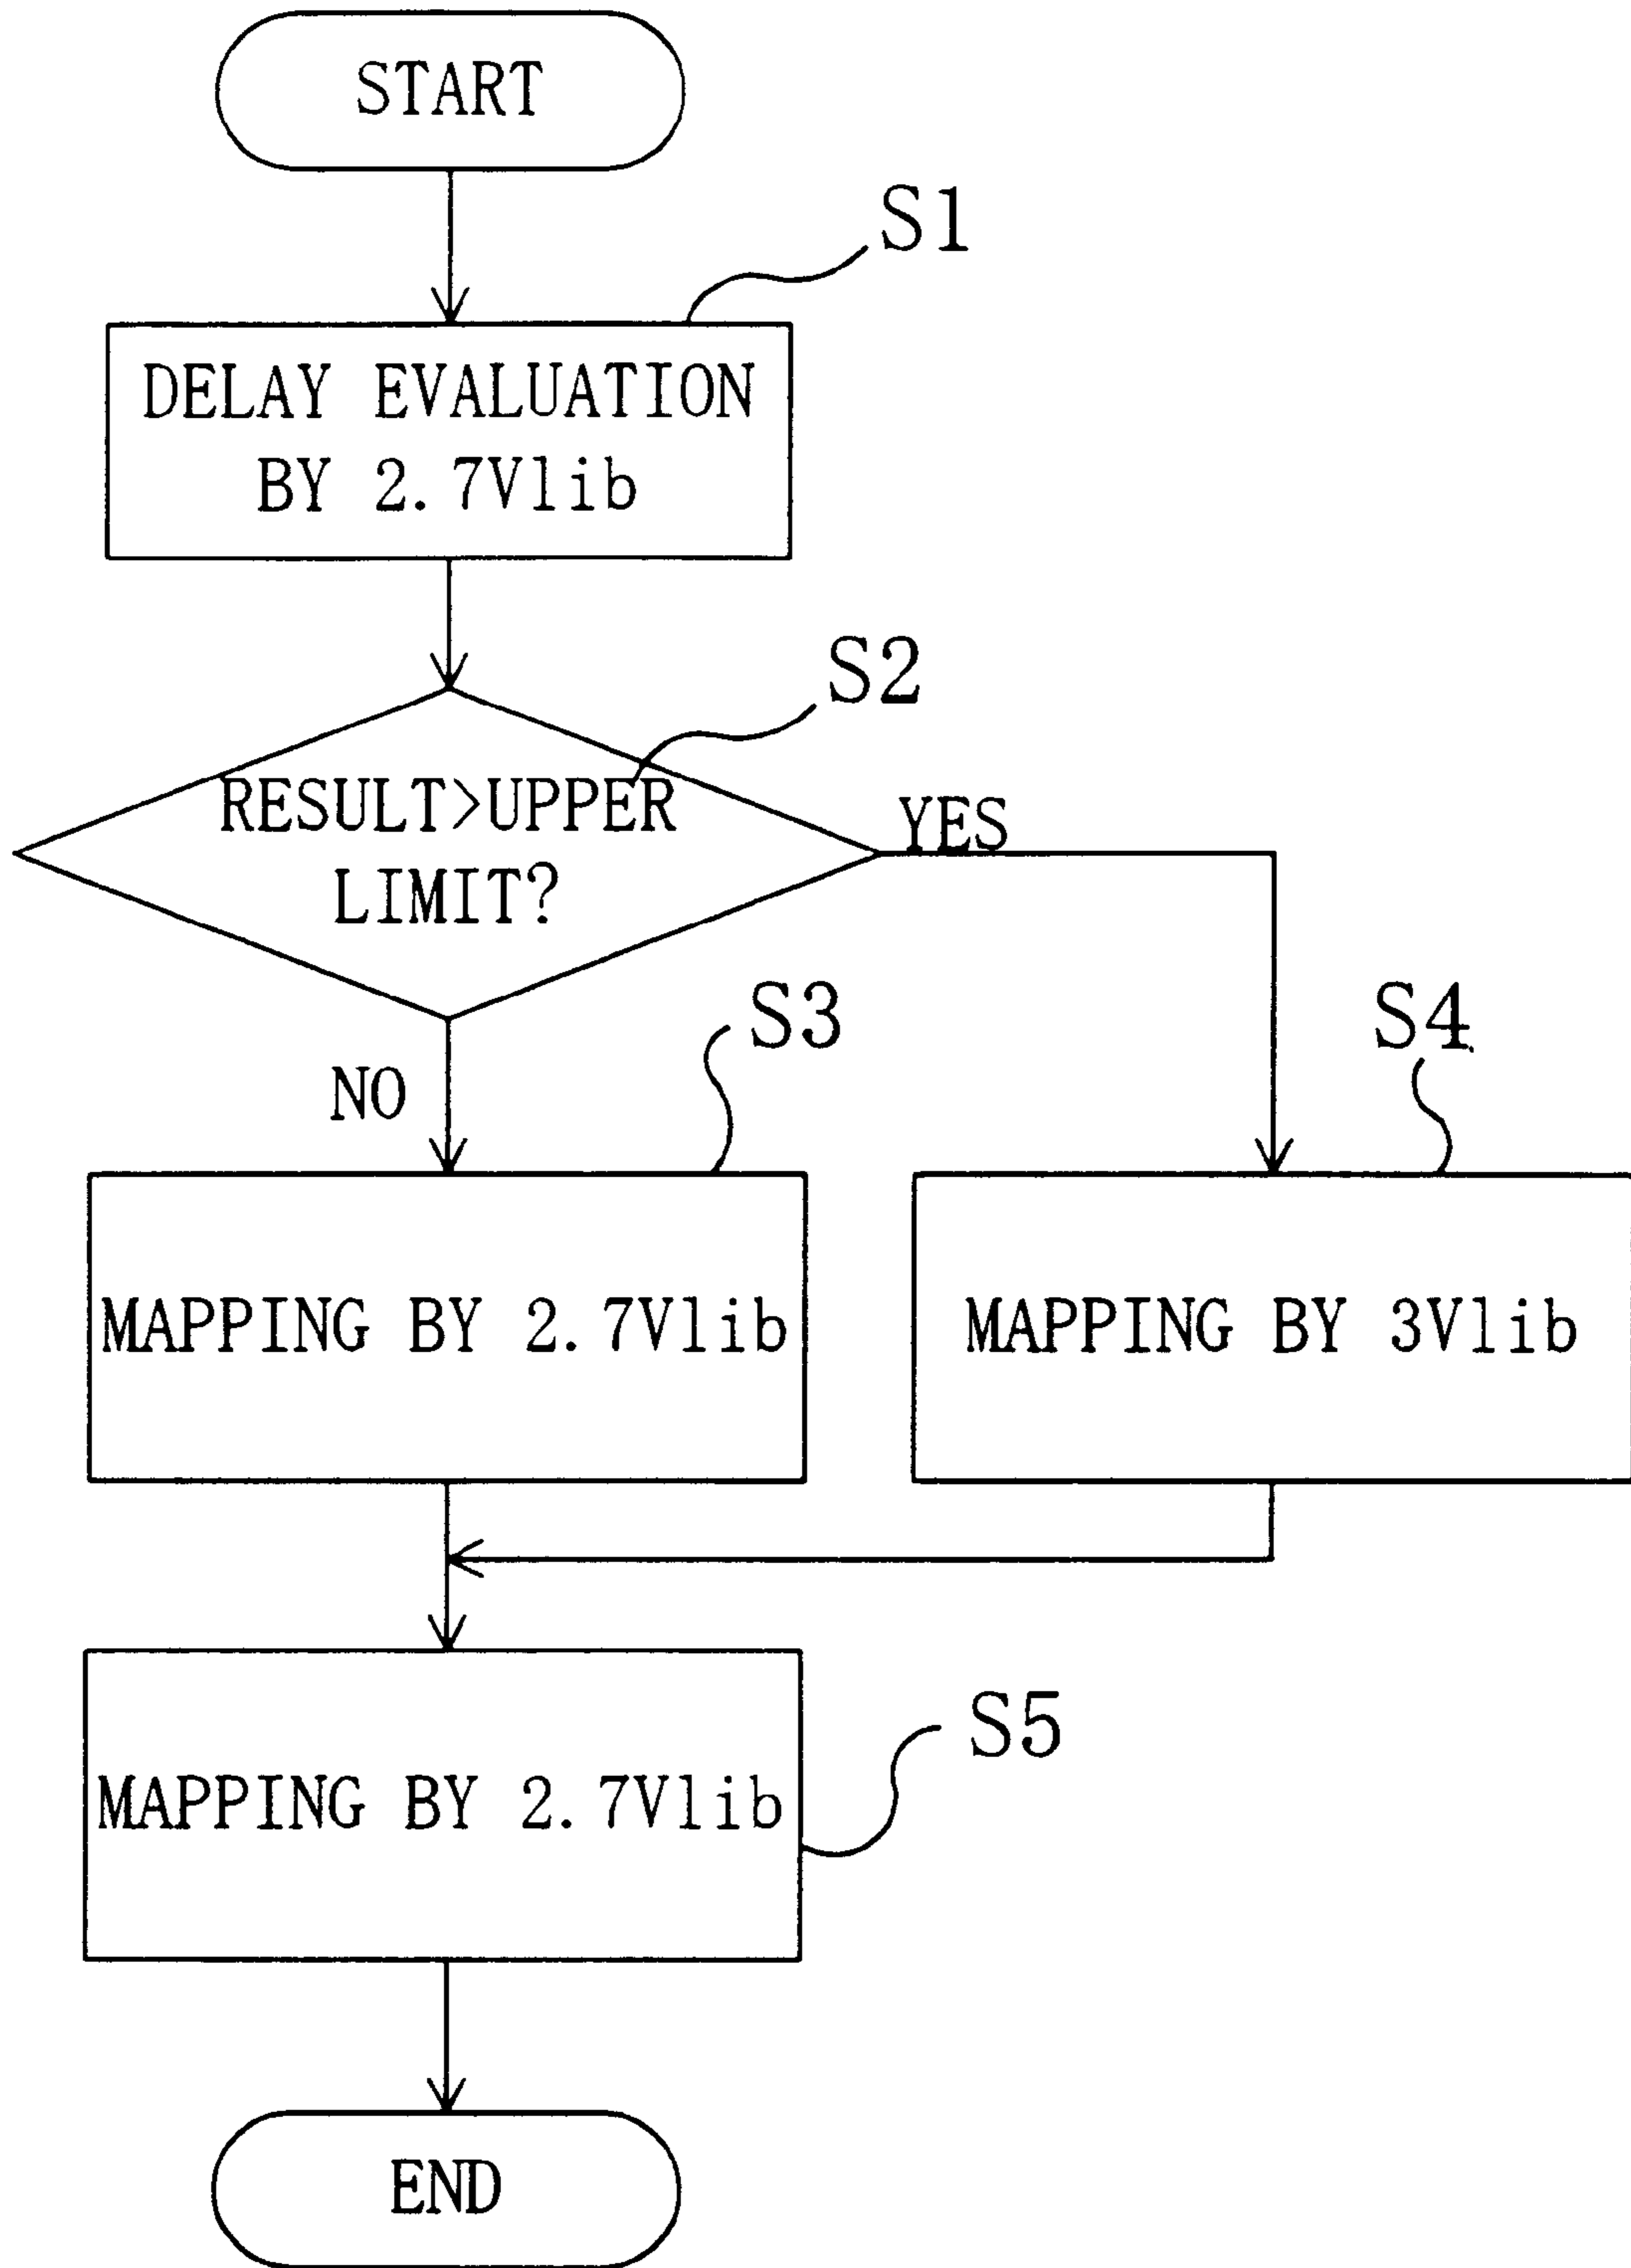 START
S1
DELAY EVALUATION
BY 2.7Vlib
S2
RESULT>UPPER
LIMIT?
YES
NO
S3
S4
MAPPING BY 2.7Vlib
MAPPING BY 3Vlib
MAPPING BY 2.7Vlib
S5
END